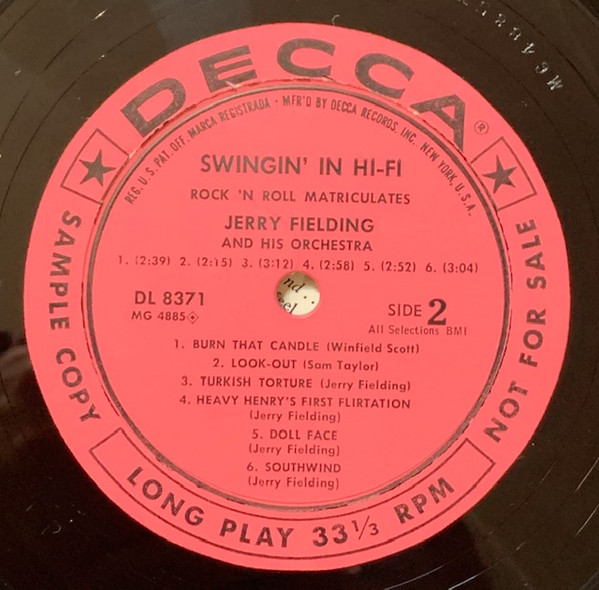 DECCA®
REG. U.S. PAT. OFF. MARCA REGISTRADA • MFR'D BY DECCA RECORDS, INC., NEW YORK, U.S.A.
SWINGIN' IN HI-FI
ROCK 'N ROLL MATRICULATES
JERRY FIELDING
AND HIS ORCHESTRA
1. (2:39) 2. (2:15) 3. (3:12) 4. (2:58) 5. (2:52) 6. (3:04)
DL 8371
MG 4885
SIDE 2
All Selections BMI
1. BURN THAT CANDLE (Winfield Scott)
2. LOOK-OUT (Sam Taylor)
3. TURKISH TORTURE (Jerry Fielding)
4. HEAVY HENRY'S FIRST FLIRTATION
(Jerry Fielding)
5. DOLL FACE
(Jerry Fielding)
6. SOUTHWIND
(Jerry Fielding)
SAMPLE COPY
NOT FOR SALE
LONG PLAY 33 1/3 RPM